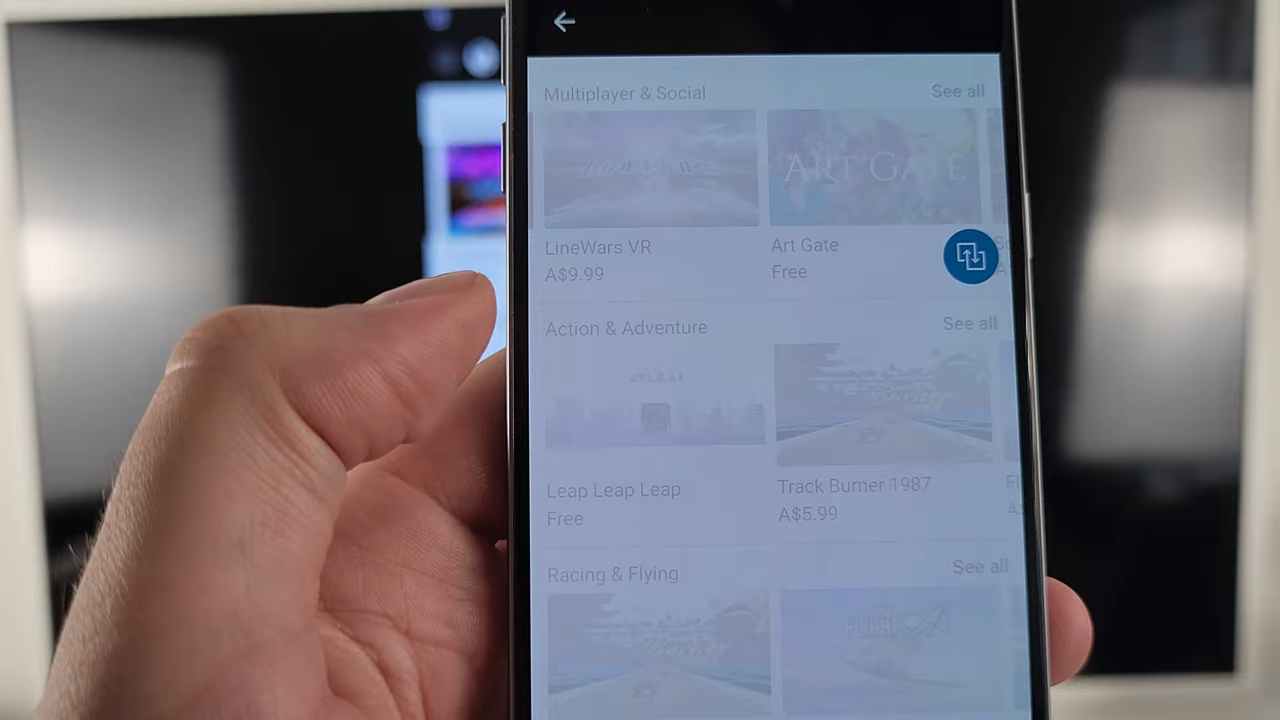 Multiplayer & Social
See all
ART GATE
LineWars VR
A$9.99
Art Gate
Free
Action & Adventure
See all
Leap Leap Leap
Free
Track Burner 1987
A$5.99
Racing & Flying
See all